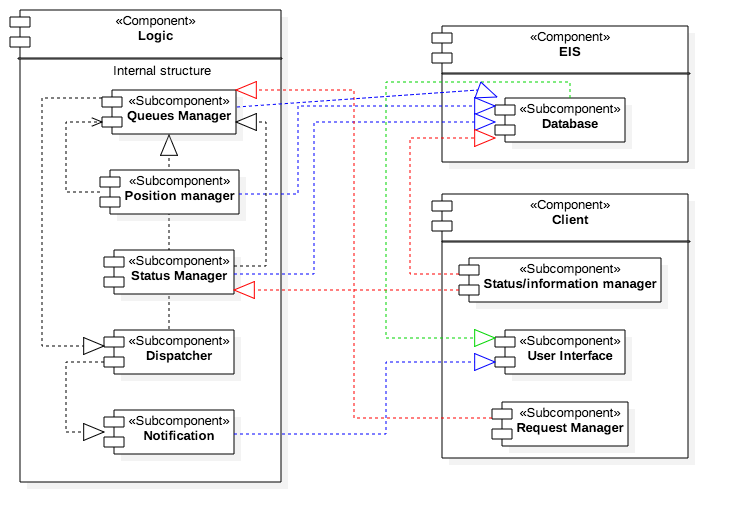 «Component»
Logic
Internal structure
«Subcomponent»
Queues Manager
«Subcomponent»
Position manager
«Subcomponent»
Status Manager
«Subcomponent»
Dispatcher
«Subcomponent»
Notification
«Component»
EIS
«Subcomponent»
Database
«Component»
Client
«Subcomponent»
Status/information manager
«Subcomponent»
User Interface
«Subcomponent»
Request Manager